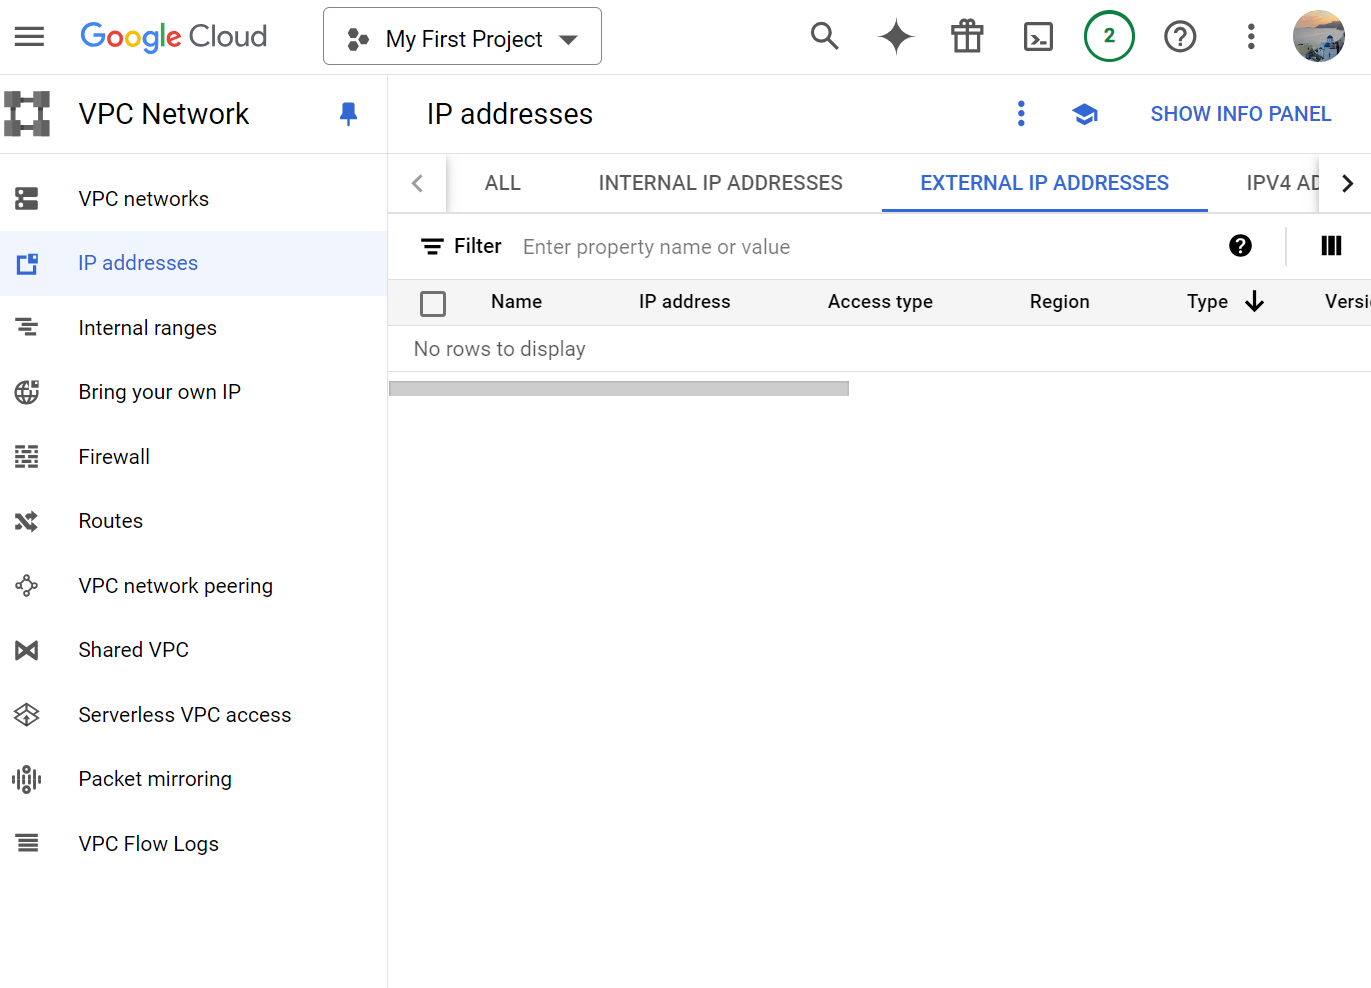 Google Cloud
My First Project
2
VPC Network
IP addresses
SHOW INFO PANEL
VPC networks
IP addresses
Internal ranges
Bring your own IP
Firewall
Routes
VPC network peering
Shared VPC
Serverless VPC access
Packet mirroring
VPC Flow Logs
ALL INTERNAL IP ADDRESSES EXTERNAL IP ADDRESSES IPV4 AD
Filter Enter property name or value
Name IP address Access type Region Type Versi
No rows to display